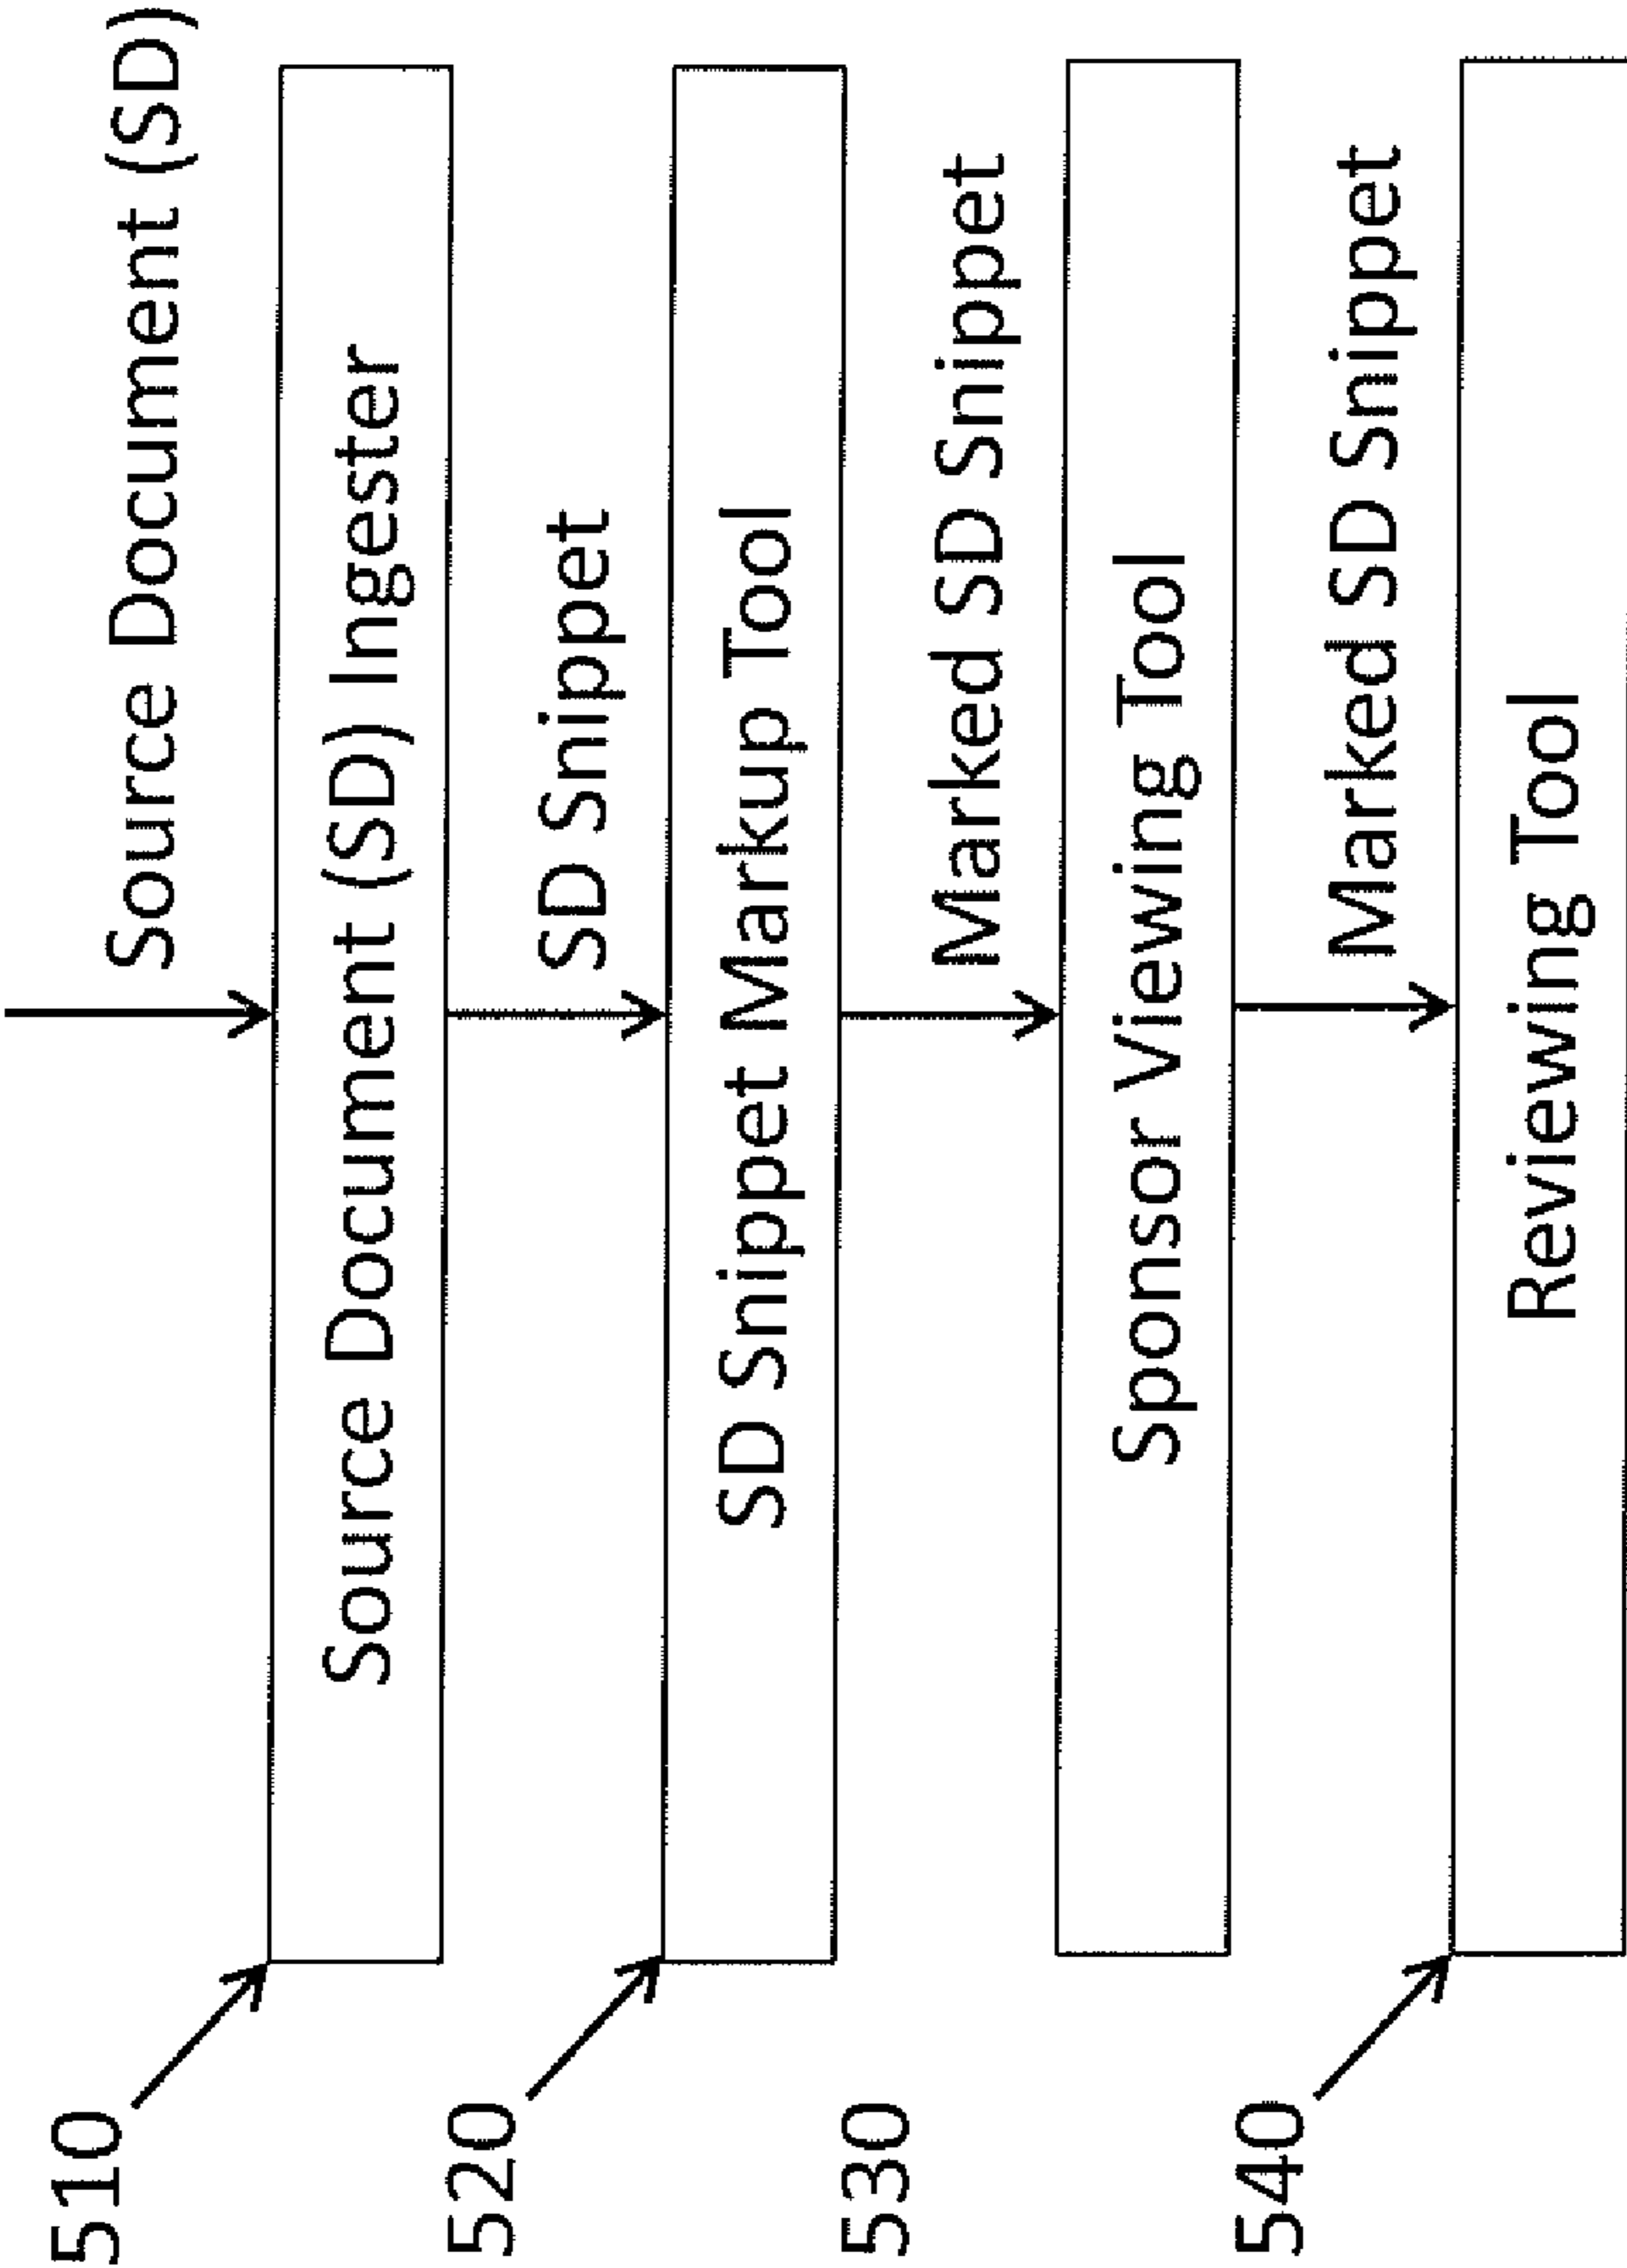 Source Document (SD)
510
Source Document (SD) Ingester
SD Snippet
520
SD Snippet Markup Tool
Marked SD Snippet
530
Sponsor Viewing Tool
Marked SD Snippet
540
Reviewing Tool